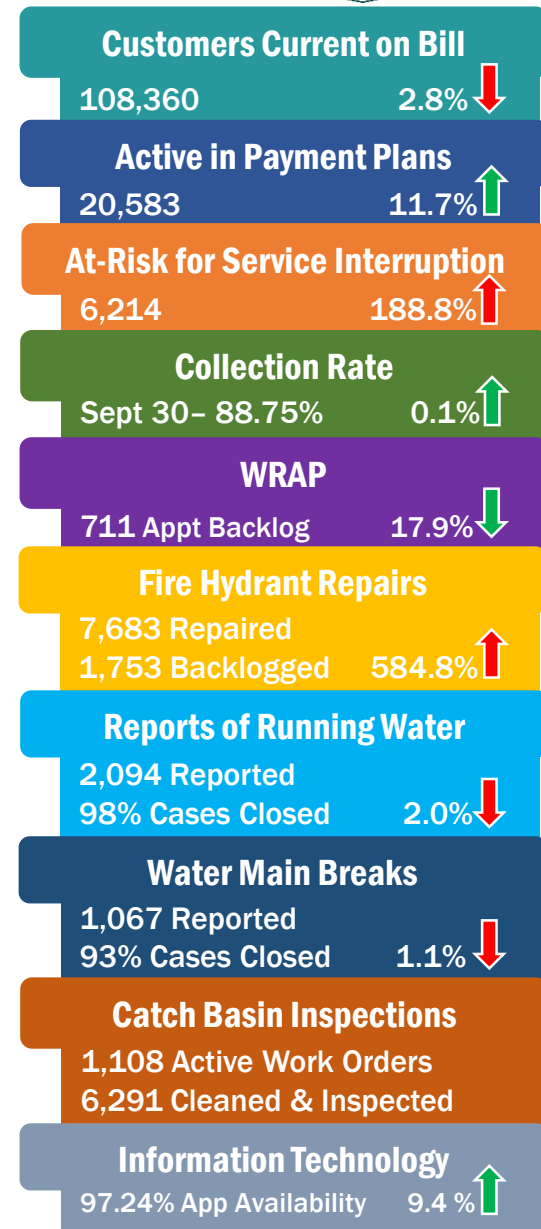 Customers Current on Bill
108,360 2.8%
Active in Payment Plans
20,583 11.7%
At-Risk for Service Interruption
6,214 188.8%
Collection Rate
Sept 30– 88.75% 0.1%
WRAP
711 Appt Backlog 17.9%
Fire Hydrant Repairs
7,683 Repaired
1,753 Backlogged 584.8%
Reports of Running Water
2,094 Reported
98% Cases Closed 2.0%
Water Main Breaks
1,067 Reported
93% Cases Closed 1.1%
Catch Basin Inspections
1,108 Active Work Orders
6,291 Cleaned & Inspected
Information Technology
97.24% App Availability 9.4 %